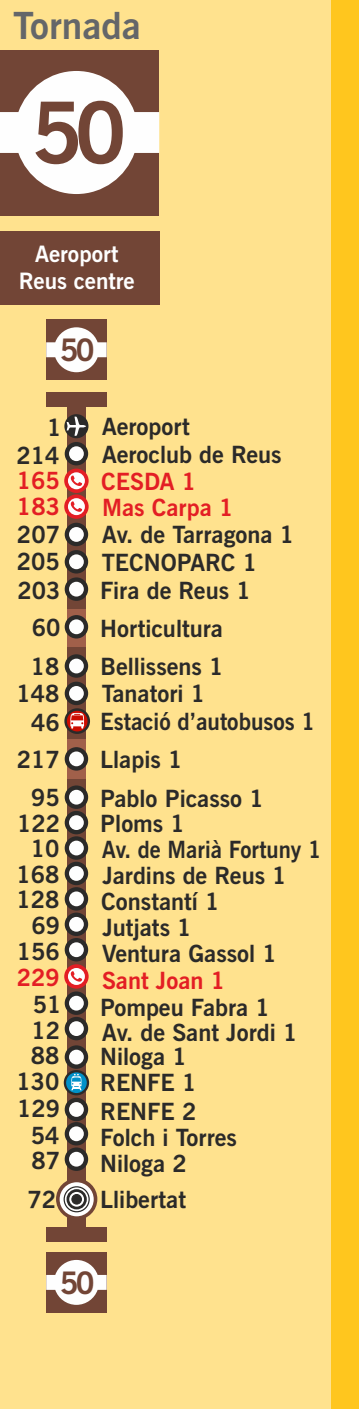 Tornada
50
Aeroport
Reus centre
50
1 Aeroport
214 Aeroclub de Reus
165 CESDA 1
183 Mas Carpa 1
207 Av. de Tarragona 1
205 TECNOPARC 1
203 Fira de Reus 1
60 Horticultura
18 Bellissens 1
148 Tanatori 1
46 Estació d'autobusos 1
217 Llapis 1
95 Pablo Picasso 1
122 Ploms 1
10 Av. de Marià Fortuny 1
168 Jardins de Reus 1
128 Constantí 1
69 Jutjats 1
156 Ventura Gassol 1
229 Sant Joan 1
51 Pompeu Fabra 1
12 Av. de Sant Jordi 1
88 Niloga 1
130 RENFE 1
129 RENFE 2
54 Folch i Torres
87 Niloga 2
72 Llibertat
50